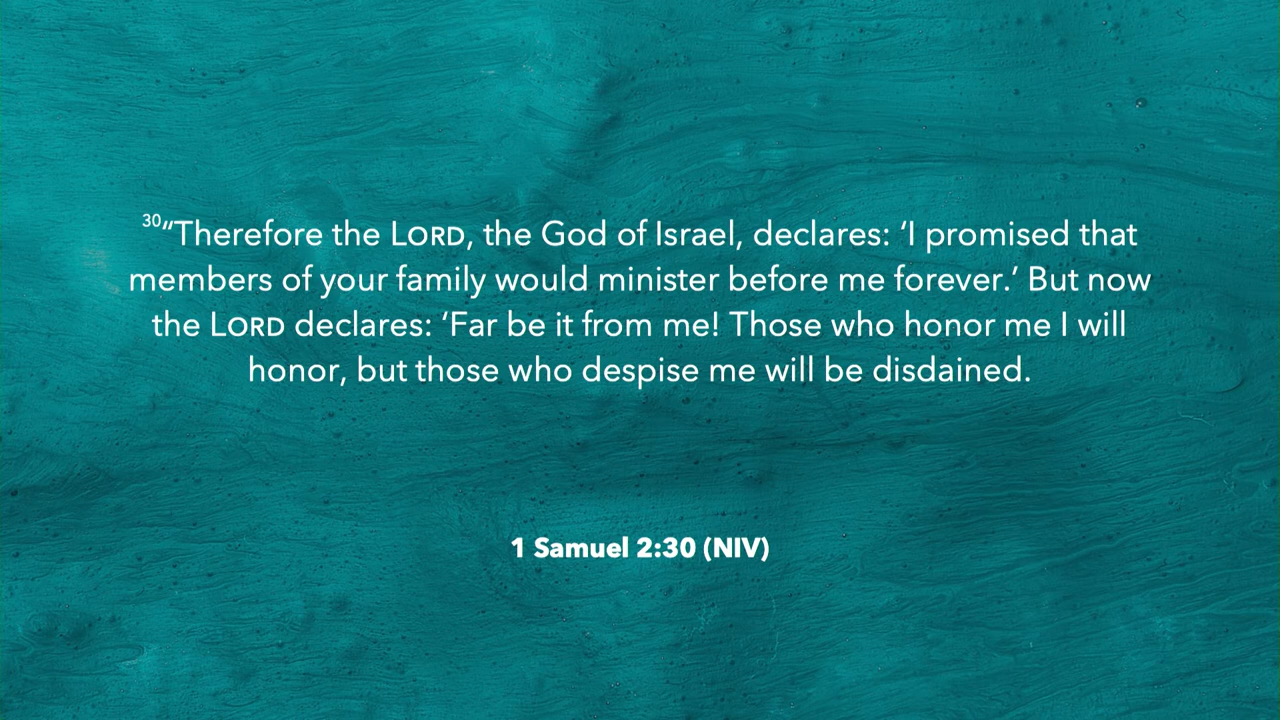 30“Therefore the LORD, the God of Israel, declares: ‘I promised that
members of your family would minister before me forever.’ But now
the LORD declares: ‘Far be it from me! Those who honor me I will
honor, but those who despise me will be disdained.
1 Samuel 2:30 (NIV)